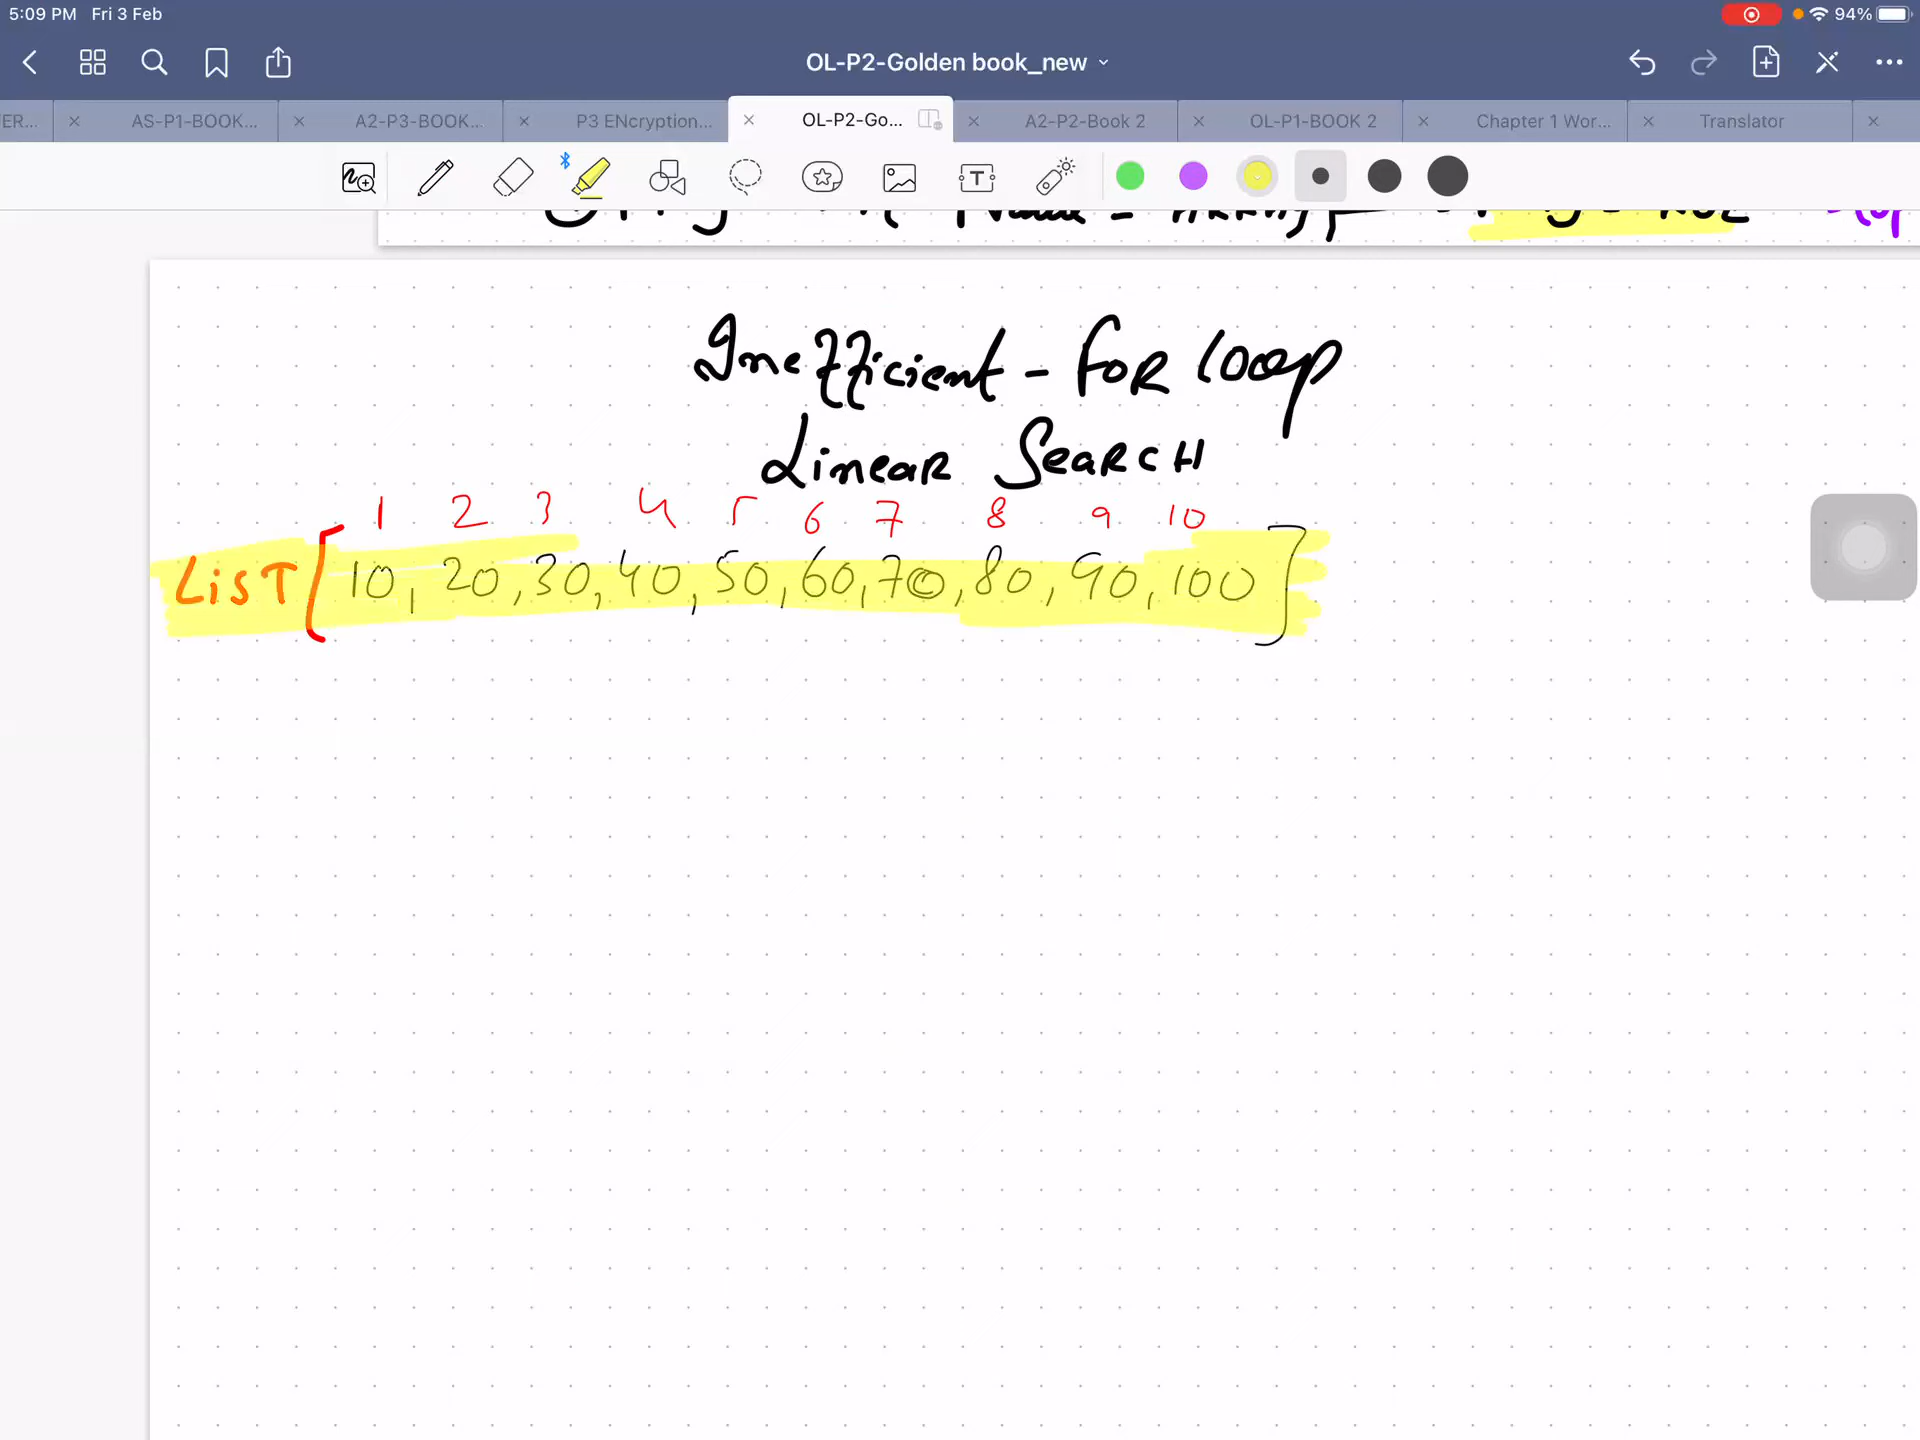 5:09 PM Fri 3 Feb 94%
OL-P2-Golden book_new
ER... AS-P1-BOOK... A2-P3-BOOK... P3 ENcryption... OL-P2-Go... A2-P2-Book 2 OL-P1-BOOK 2 Chapter 1 Wor... Translator
Inefficient - FOR loop
Linear Search
1 2 3 4 5 6 7 8 9 10
LiST [10, 20, 30, 40, 50, 60, 70, 80, 90, 100]